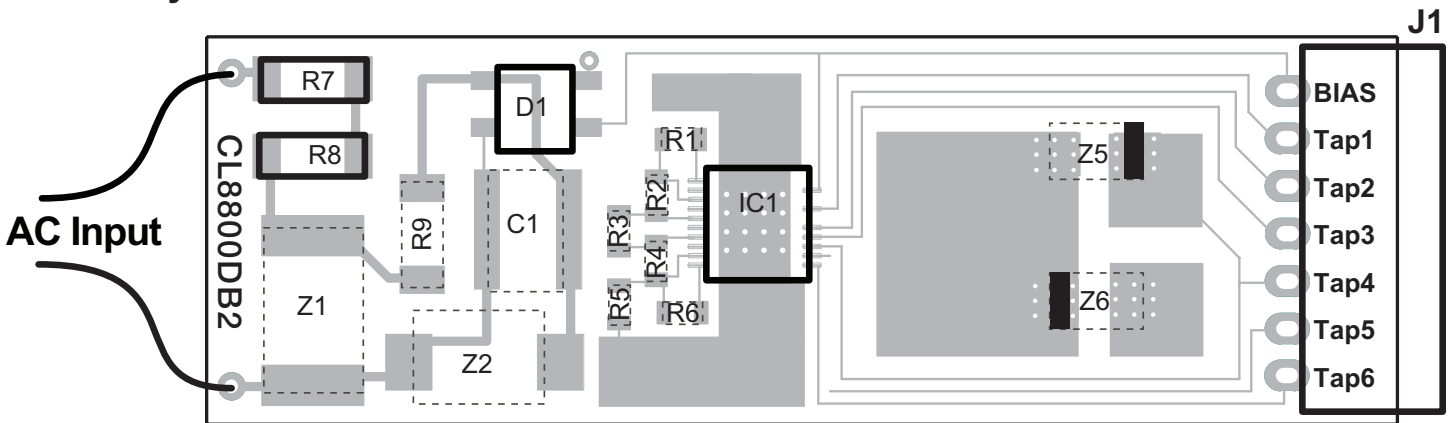 J1
R7
D1
BIAS
R8
R1
Z5
Tap1
CL8800DB2
R2
IC1
Tap2
AC Input
R9
C1
R3
Tap3
R4
Tap4
Z1
R5
R6
Z6
Tap5
Z2
Tap6